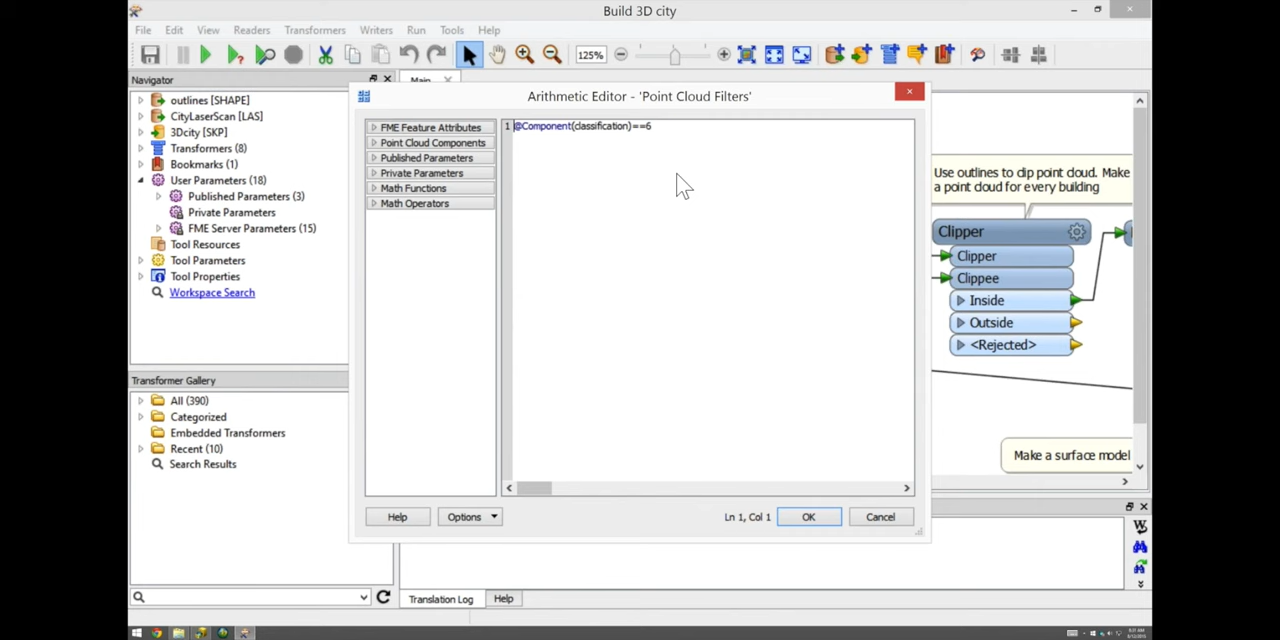 Build 3D city
File Edit View Readers Transformers Writers Run Tools Help
125%
Navigator
Main
outlines [SHAPE]
CityLaserScan [LAS]
3Dcity [SKP]
Transformers (8)
Bookmarks (1)
User Parameters (18)
Published Parameters (3)
Private Parameters
FME Server Parameters (15)
Tool Resources
Tool Parameters
Tool Properties
Workspace Search
Transformer Gallery
All (390)
Categorized
Embedded Transformers
Recent (10)
Search Results
Arithmetic Editor - 'Point Cloud Filters'
FME Feature Attributes
Point Cloud Components
Published Parameters
Private Parameters
Math Functions
Math Operators
1 @Component(classification)==6
Help
Options
Ln 1, Col 1
OK
Cancel
Use outlines to clip point cloud. Make
a point cloud for every building
Clipper
Clipper
Clippee
Inside
Outside
<Rejected>
Make a surface model
Translation Log
Help